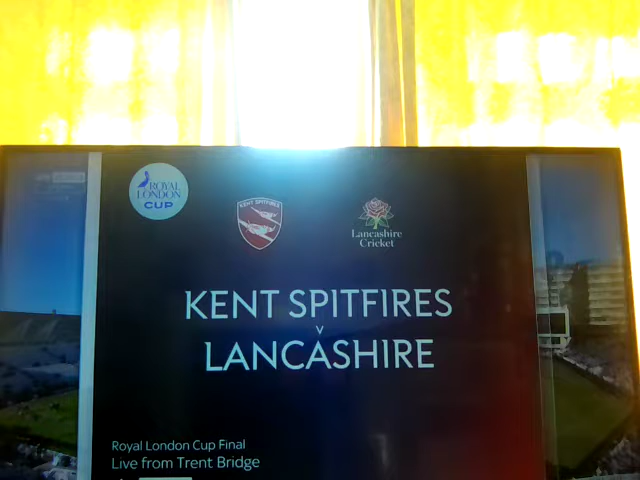 ROYAL
LONDON
CUP
KENT SPITFIRES
Lancashire
Cricket
KENT SPITFIRES
V
LANCASHIRE
Royal London Cup Final
Live from Trent Bridge